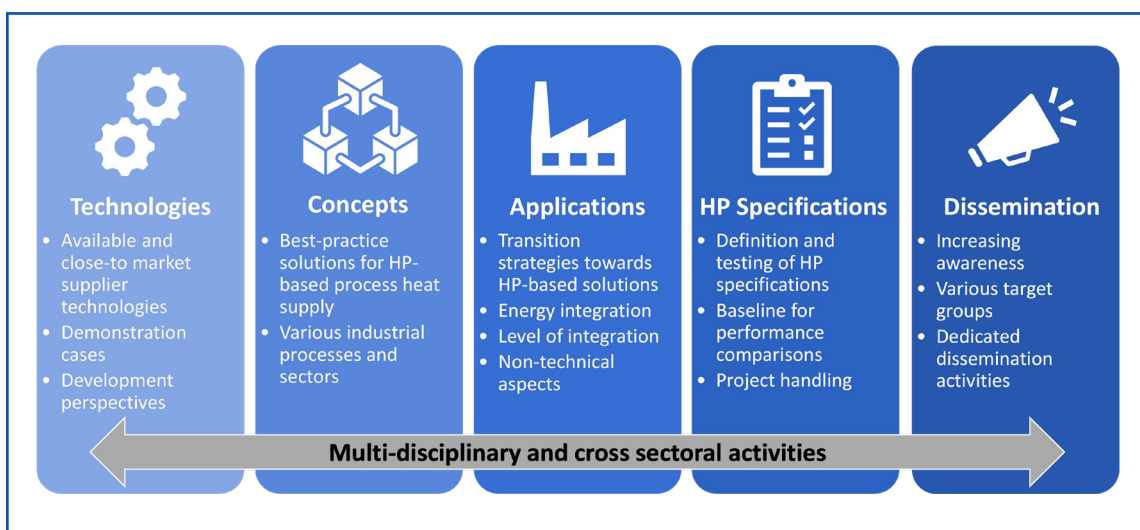 Technologies
• Available and
close-to market
supplier
technologies
• Demonstration
cases
• Development
perspectives
Concepts
• Best-practice
solutions for HP-
based process heat
supply
• Various industrial
processes and
sectors
Applications
• Transition
strategies towards
HP-based solutions
• Energy integration
• Level of integration
• Non-technical
aspects
HP Specifications
• Definition and
testing of HP
specifications
• Baseline for
performance
comparisons
• Project handling
Dissemination
• Increasing
awareness
• Various target
groups
• Dedicated
dissemination
activities
Multi-disciplinary and cross sectoral activities